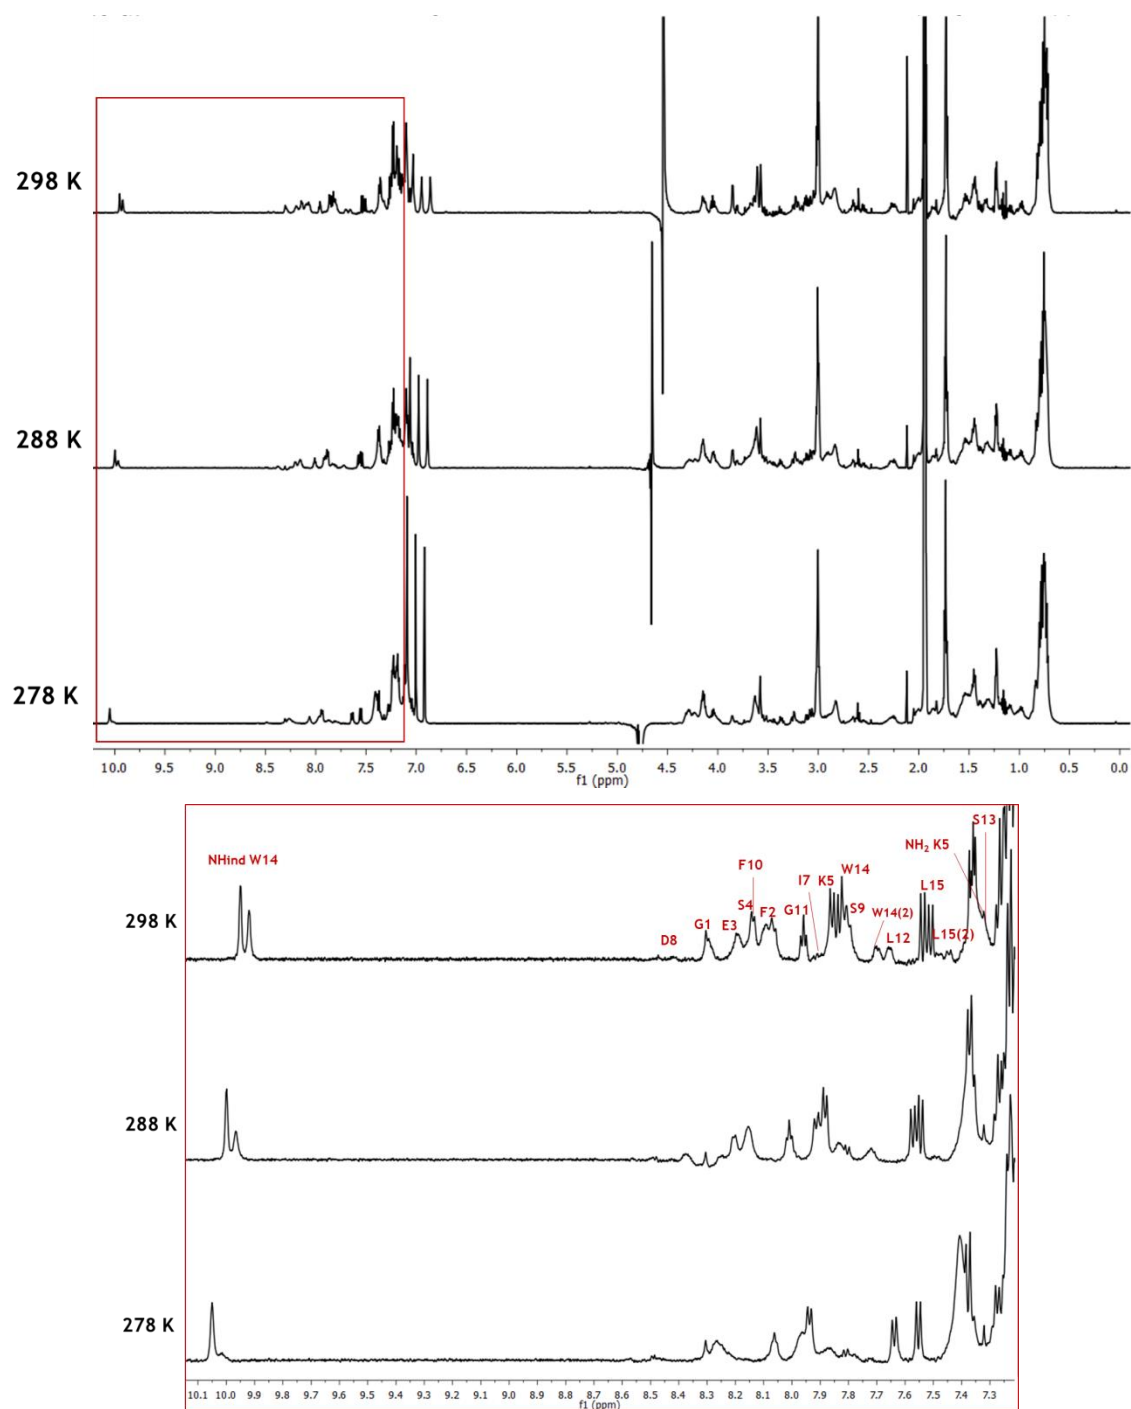 298 K
288 K
278 K
10.0 9.5 9.0 8.5 8.0 7.5 7.0 6.5 6.0 5.5 5.0 4.5 4.0 3.5 3.0 2.5 2.0 1.5 1.0 0.5 0.0
f1 (ppm)
NHind W14
D8
G1
E3
S4
F10
F2
G11
I7
K5
W14
S9
W14(2)
L12
L15
L15(2)
NH₂ K5
S13
298 K
288 K
278 K
10.1 10.0 9.9 9.8 9.7 9.6 9.5 9.4 9.3 9.2 9.1 9.0 8.9 8.8 8.7 8.6 8.5 8.4 8.3 8.2 8.1 8.0 7.9 7.8 7.7 7.6 7.5 7.4 7.3
f1 (ppm)